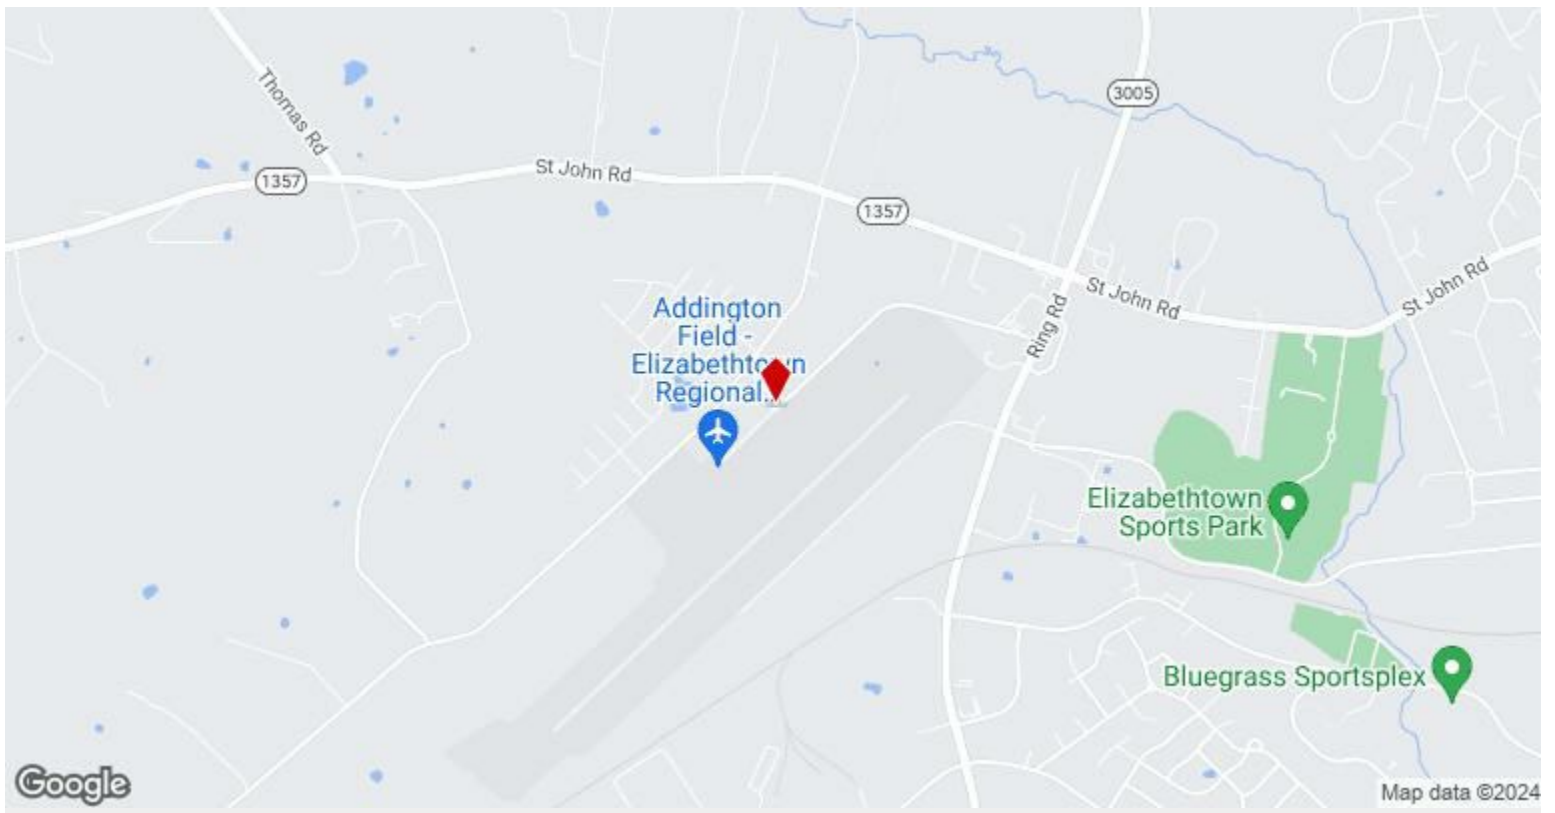 Thomas Rd
3005
St John Rd
1357
1357
St John Rd
St John Rd
Ring Rd
Addington
Field -
Elizabethtown
Regional...
Elizabethtown
Sports Park
Bluegrass Sportsplex
Google
Map data ©2024